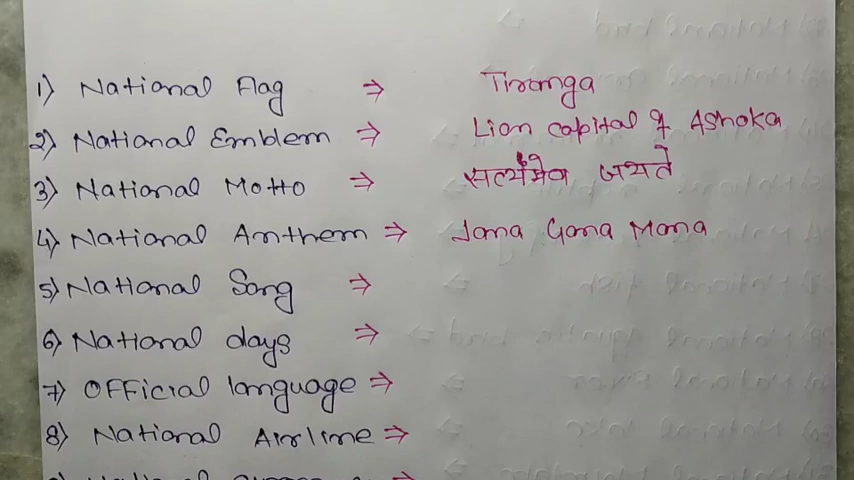 1) National Flag ⇒ Tiranga
2) National Emblem ⇒ Lion capital of Ashoka
3) National Motto ⇒ सत्यमेव जयते
4) National Anthem ⇒ Jana Gana Mana
5) National Song ⇒
6) National days ⇒
7) Official language ⇒
8) National Airline ⇒